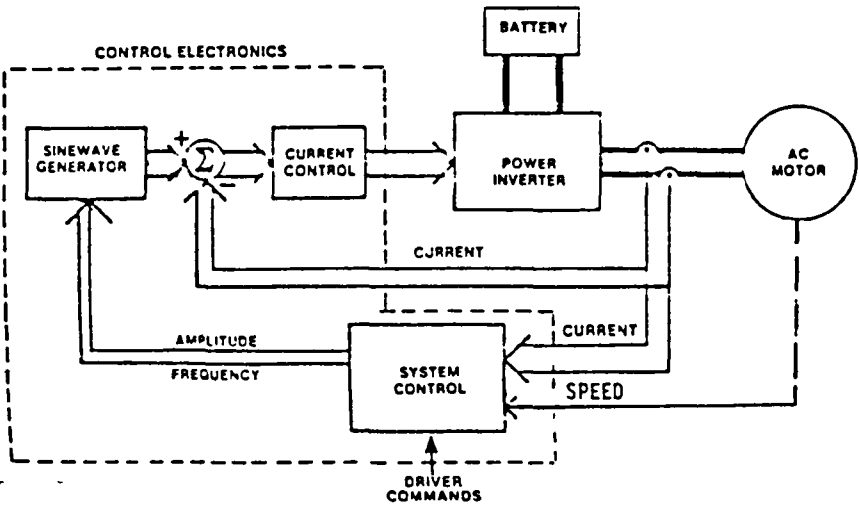 BATTERY
CONTROL ELECTRONICS
+
SINEWAVE
GENERATOR
Σ
−
CURRENT
CONTROL
POWER
INVERTER
AC
MOTOR
CURRENT
AMPLITUDE
FREQUENCY
SYSTEM
CONTROL
CURRENT
SPEED
DRIVER
COMMANDS